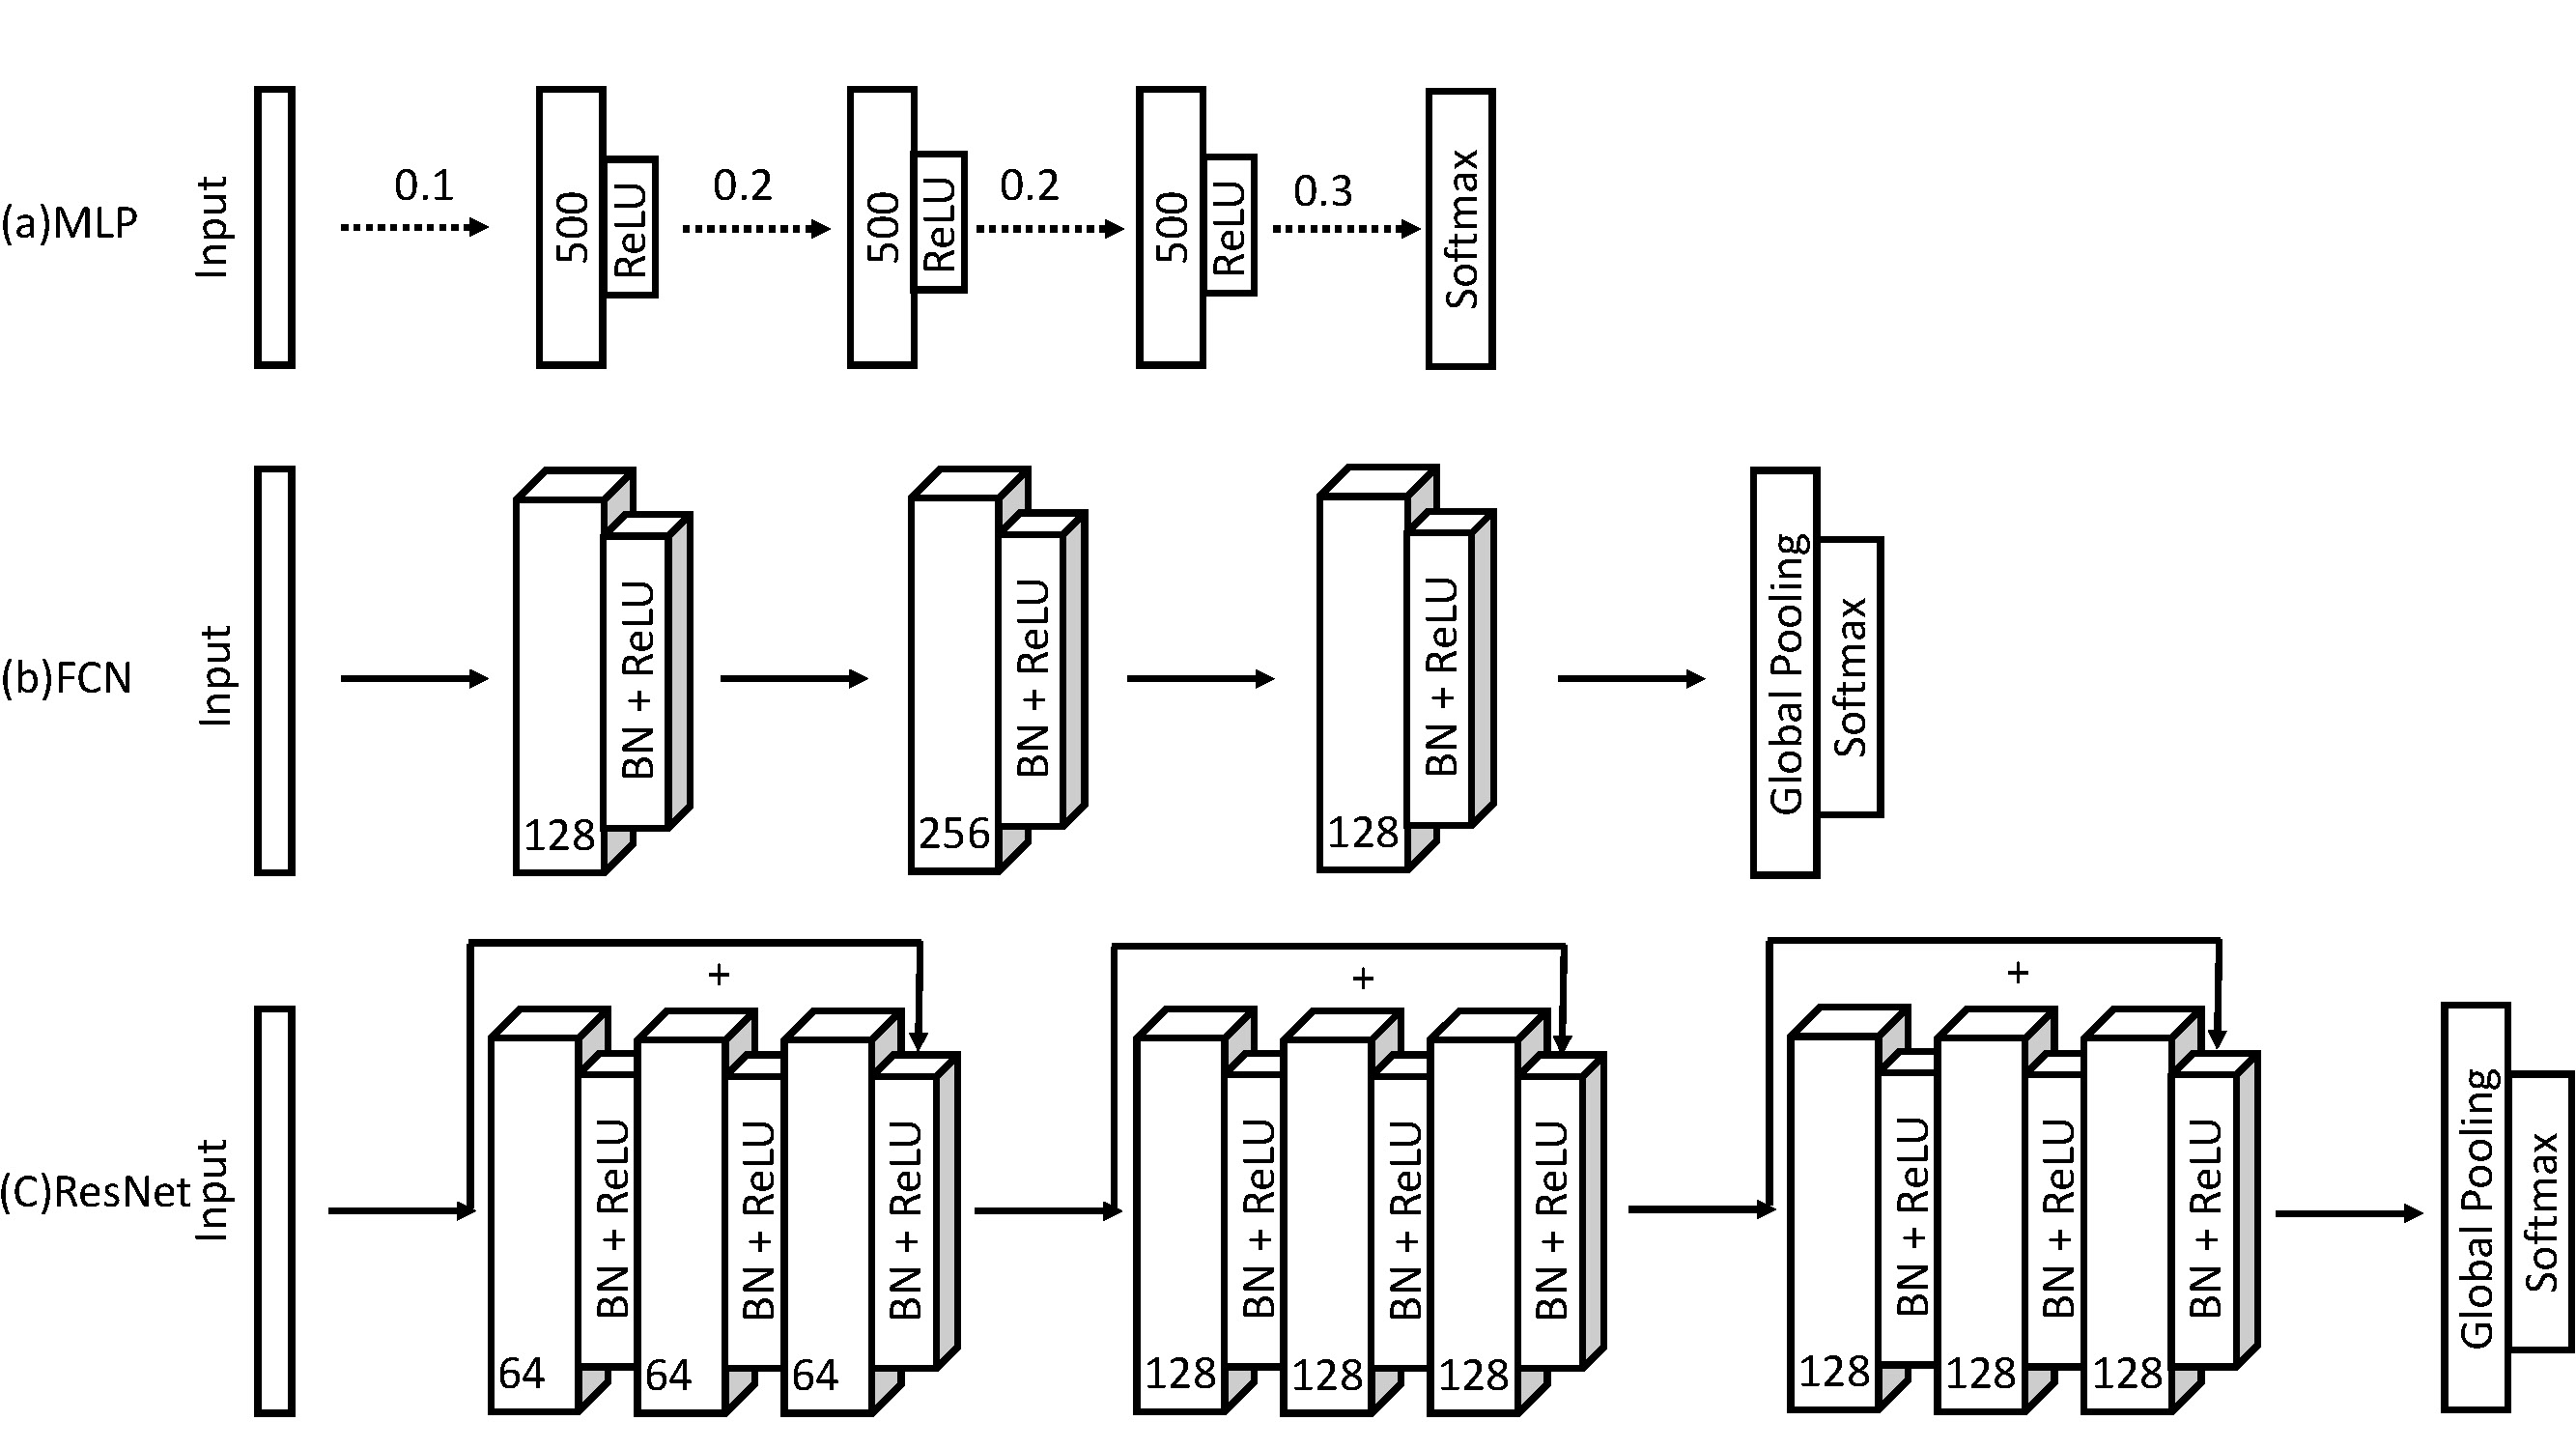 (a)MLP
Input
0.1
500
ReLU
0.2
500
ReLU
0.2
500
ReLU
0.3
Softmax
(b)FCN
Input
128
BN + ReLU
256
BN + ReLU
128
BN + ReLU
Global Pooling
Softmax
(C)ResNet
Input
+
64
BN + ReLU
64
BN + ReLU
64
BN + ReLU
+
128
BN + ReLU
128
BN + ReLU
128
BN + ReLU
+
128
BN + ReLU
128
BN + ReLU
128
BN + ReLU
Global Pooling
Softmax